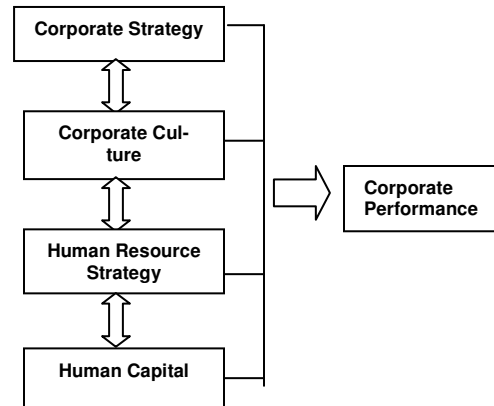 Corporate Strategy
Corporate Cul-
ture
Human Resource
Strategy
Human Capital
Corporate
Performance